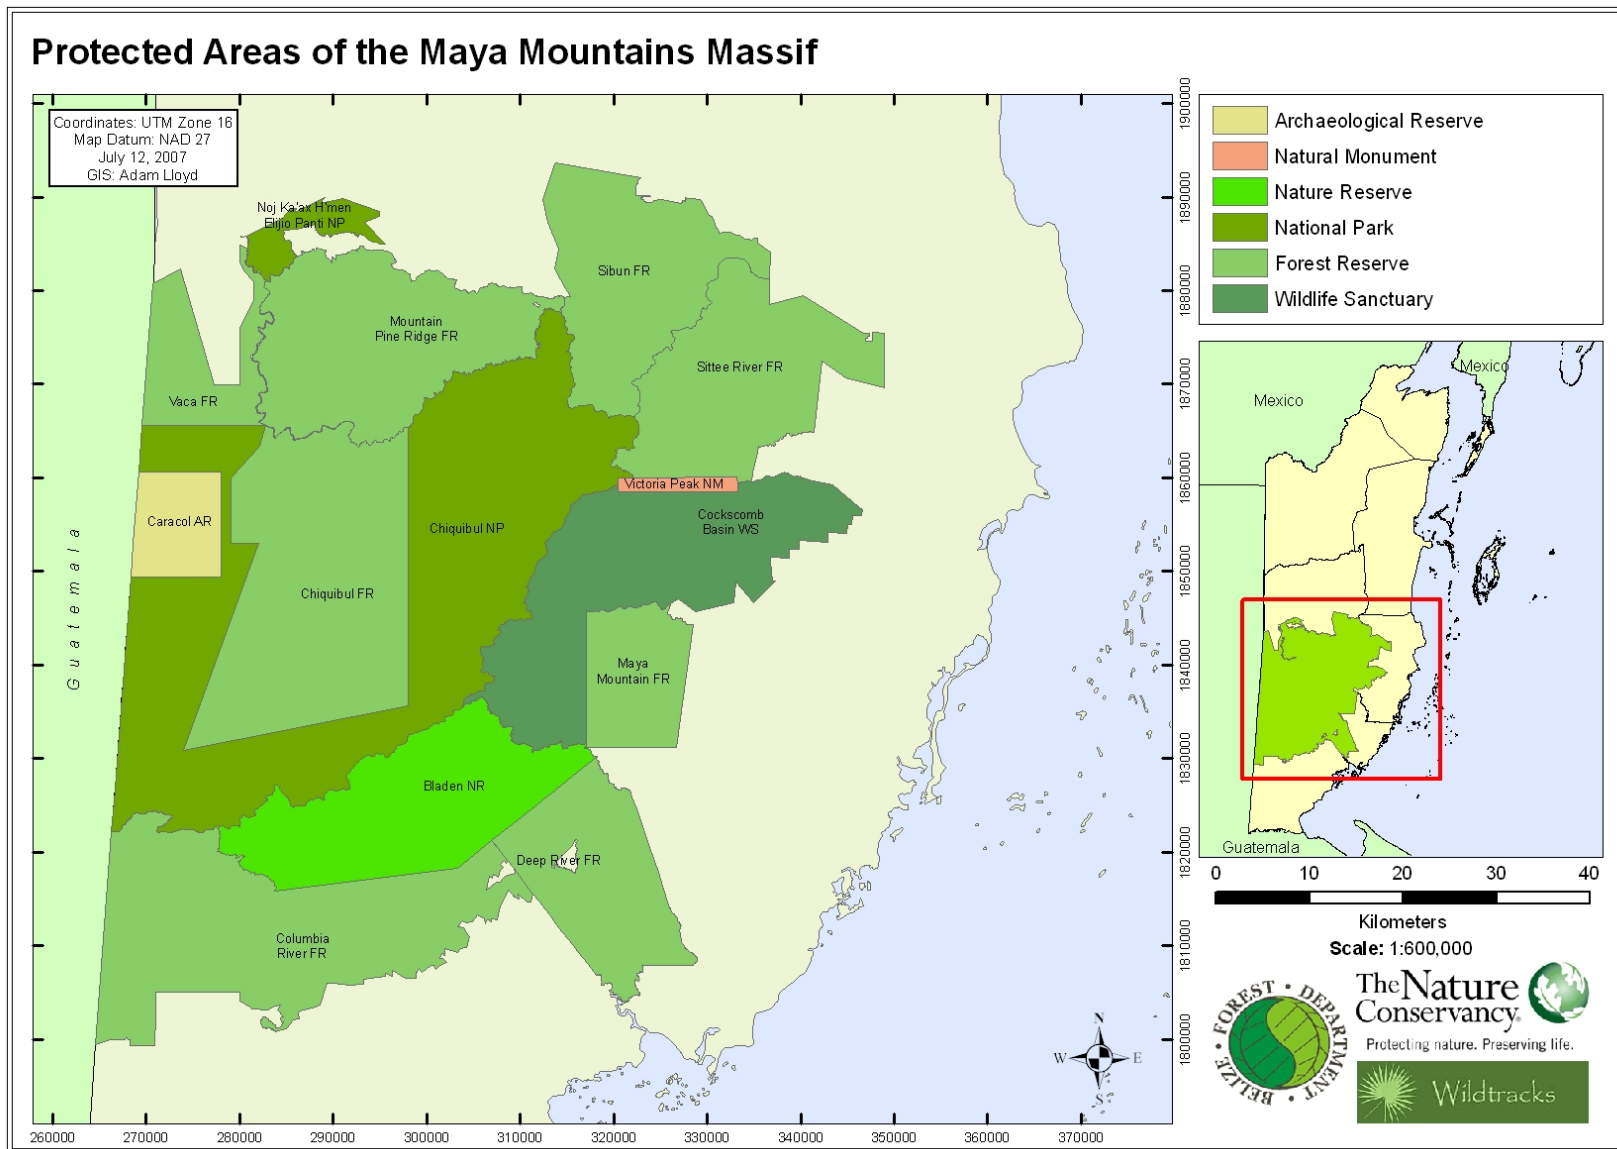 Protected Areas of the Maya Mountains Massif
Coordinates: UTM Zone 16
Map Datum: NAD 27
July 12, 2007
GIS: Adam Lloyd
Noj Ka'ax H'men
Elijio Panti NP
Sibun FR
Mountain
Pine Ridge FR
Sittee River FR
Vaca FR
Victoria Peak NM
Caracol AR
Chiquibul NP
Cockscomb
Basin WS
Guatemala
Chiquibul FR
Maya
Mountain FR
Bladen NR
Deep River FR
Columbia
River FR
N
W E
S
260000 270000 280000 290000 300000 310000 320000 330000 340000 350000 360000 370000
1900000
1890000
1880000
1870000
1860000
1850000
1840000
1830000
1820000
1810000
1800000
Archaeological Reserve
Natural Monument
Nature Reserve
National Park
Forest Reserve
Wildlife Sanctuary
Mexico
Mexico
Guatemala
0 10 20 30 40
Kilometers
Scale: 1:600,000
BELIZE • FOREST • DEPARTMENT •
The Nature
Conservancy
Protecting nature. Preserving life.
Wildtracks